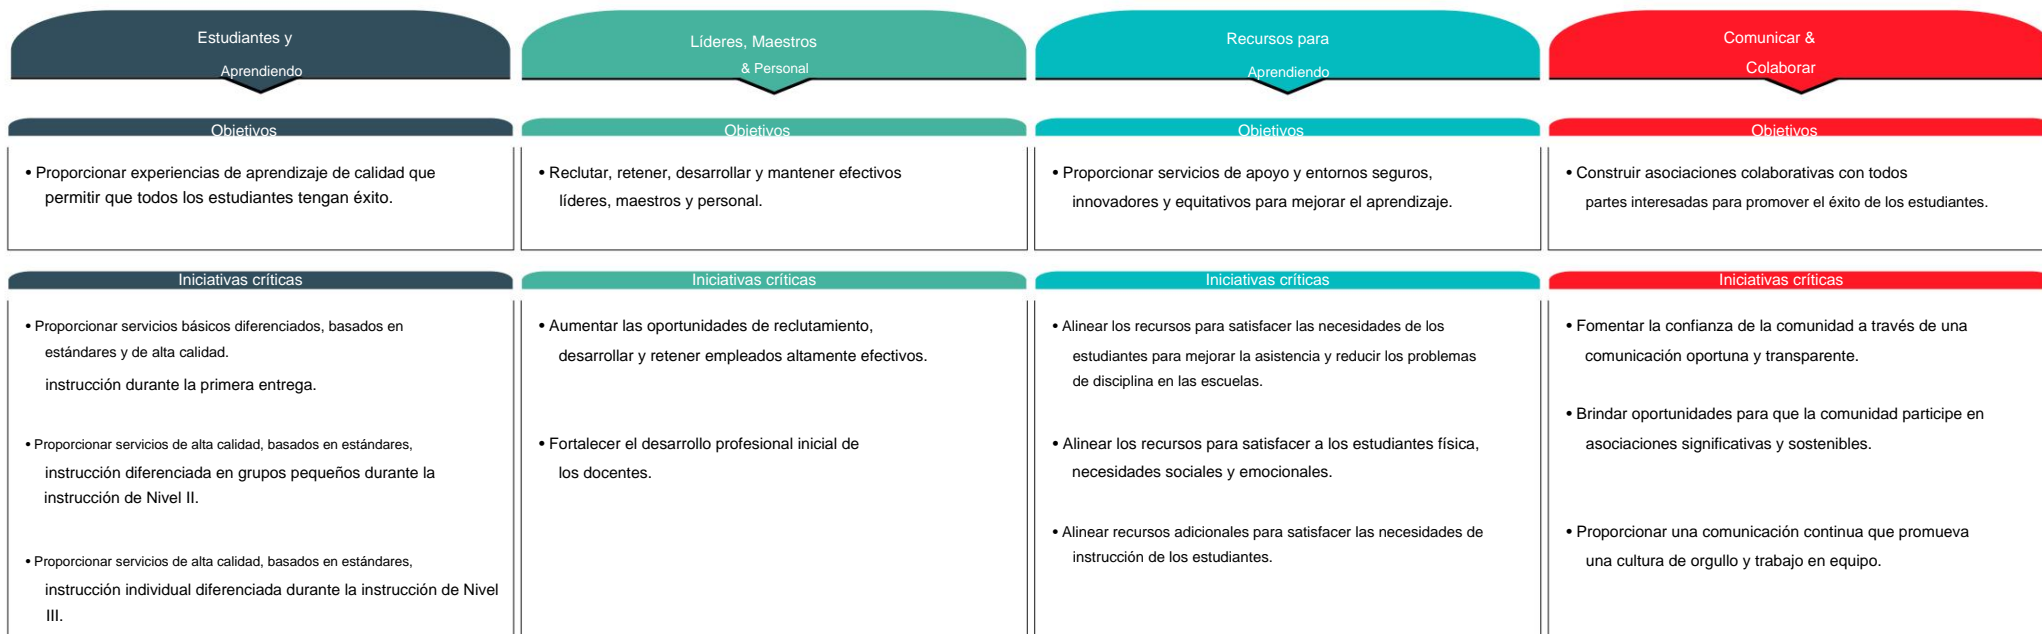 Estudiantes y
Aprendiendo
Objetivos
• Proporcionar experiencias de aprendizaje de calidad que
permitir que todos los estudiantes tengan éxito.
Iniciativas críticas
• Proporcionar servicios básicos diferenciados, basados en
estándares y de alta calidad.
instrucción durante la primera entrega.
• Proporcionar servicios de alta calidad, basados en estándares,
instrucción diferenciada en grupos pequeños durante la
instrucción de Nivel II.
• Proporcionar servicios de alta calidad, basados en estándares,
instrucción individual diferenciada durante la instrucción de Nivel
III.
Líderes, Maestros
& Personal
Objetivos
• Reclutar, retener, desarrollar y mantener efectivos
líderes, maestros y personal.
Iniciativas críticas
• Aumentar las oportunidades de reclutamiento,
desarrollar y retener empleados altamente efectivos.
• Fortalecer el desarrollo profesional inicial de
los docentes.
Recursos para
Aprendiendo
Objetivos
• Proporcionar servicios de apoyo y entornos seguros,
innovadores y equitativos para mejorar el aprendizaje.
Iniciativas críticas
• Alinear los recursos para satisfacer las necesidades de los
estudiantes para mejorar la asistencia y reducir los problemas
de disciplina en las escuelas.
• Alinear los recursos para satisfacer a los estudiantes física,
necesidades sociales y emocionales.
• Alinear recursos adicionales para satisfacer las necesidades de
instrucción de los estudiantes.
Comunicar &
Colaborar
Objetivos
• Construir asociaciones colaborativas con todos
partes interesadas para promover el éxito de los estudiantes.
Iniciativas críticas
• Fomentar la confianza de la comunidad a través de una
comunicación oportuna y transparente.
• Brindar oportunidades para que la comunidad participe en
asociaciones significativas y sostenibles.
• Proporcionar una comunicación continua que promueva
una cultura de orgullo y trabajo en equipo.